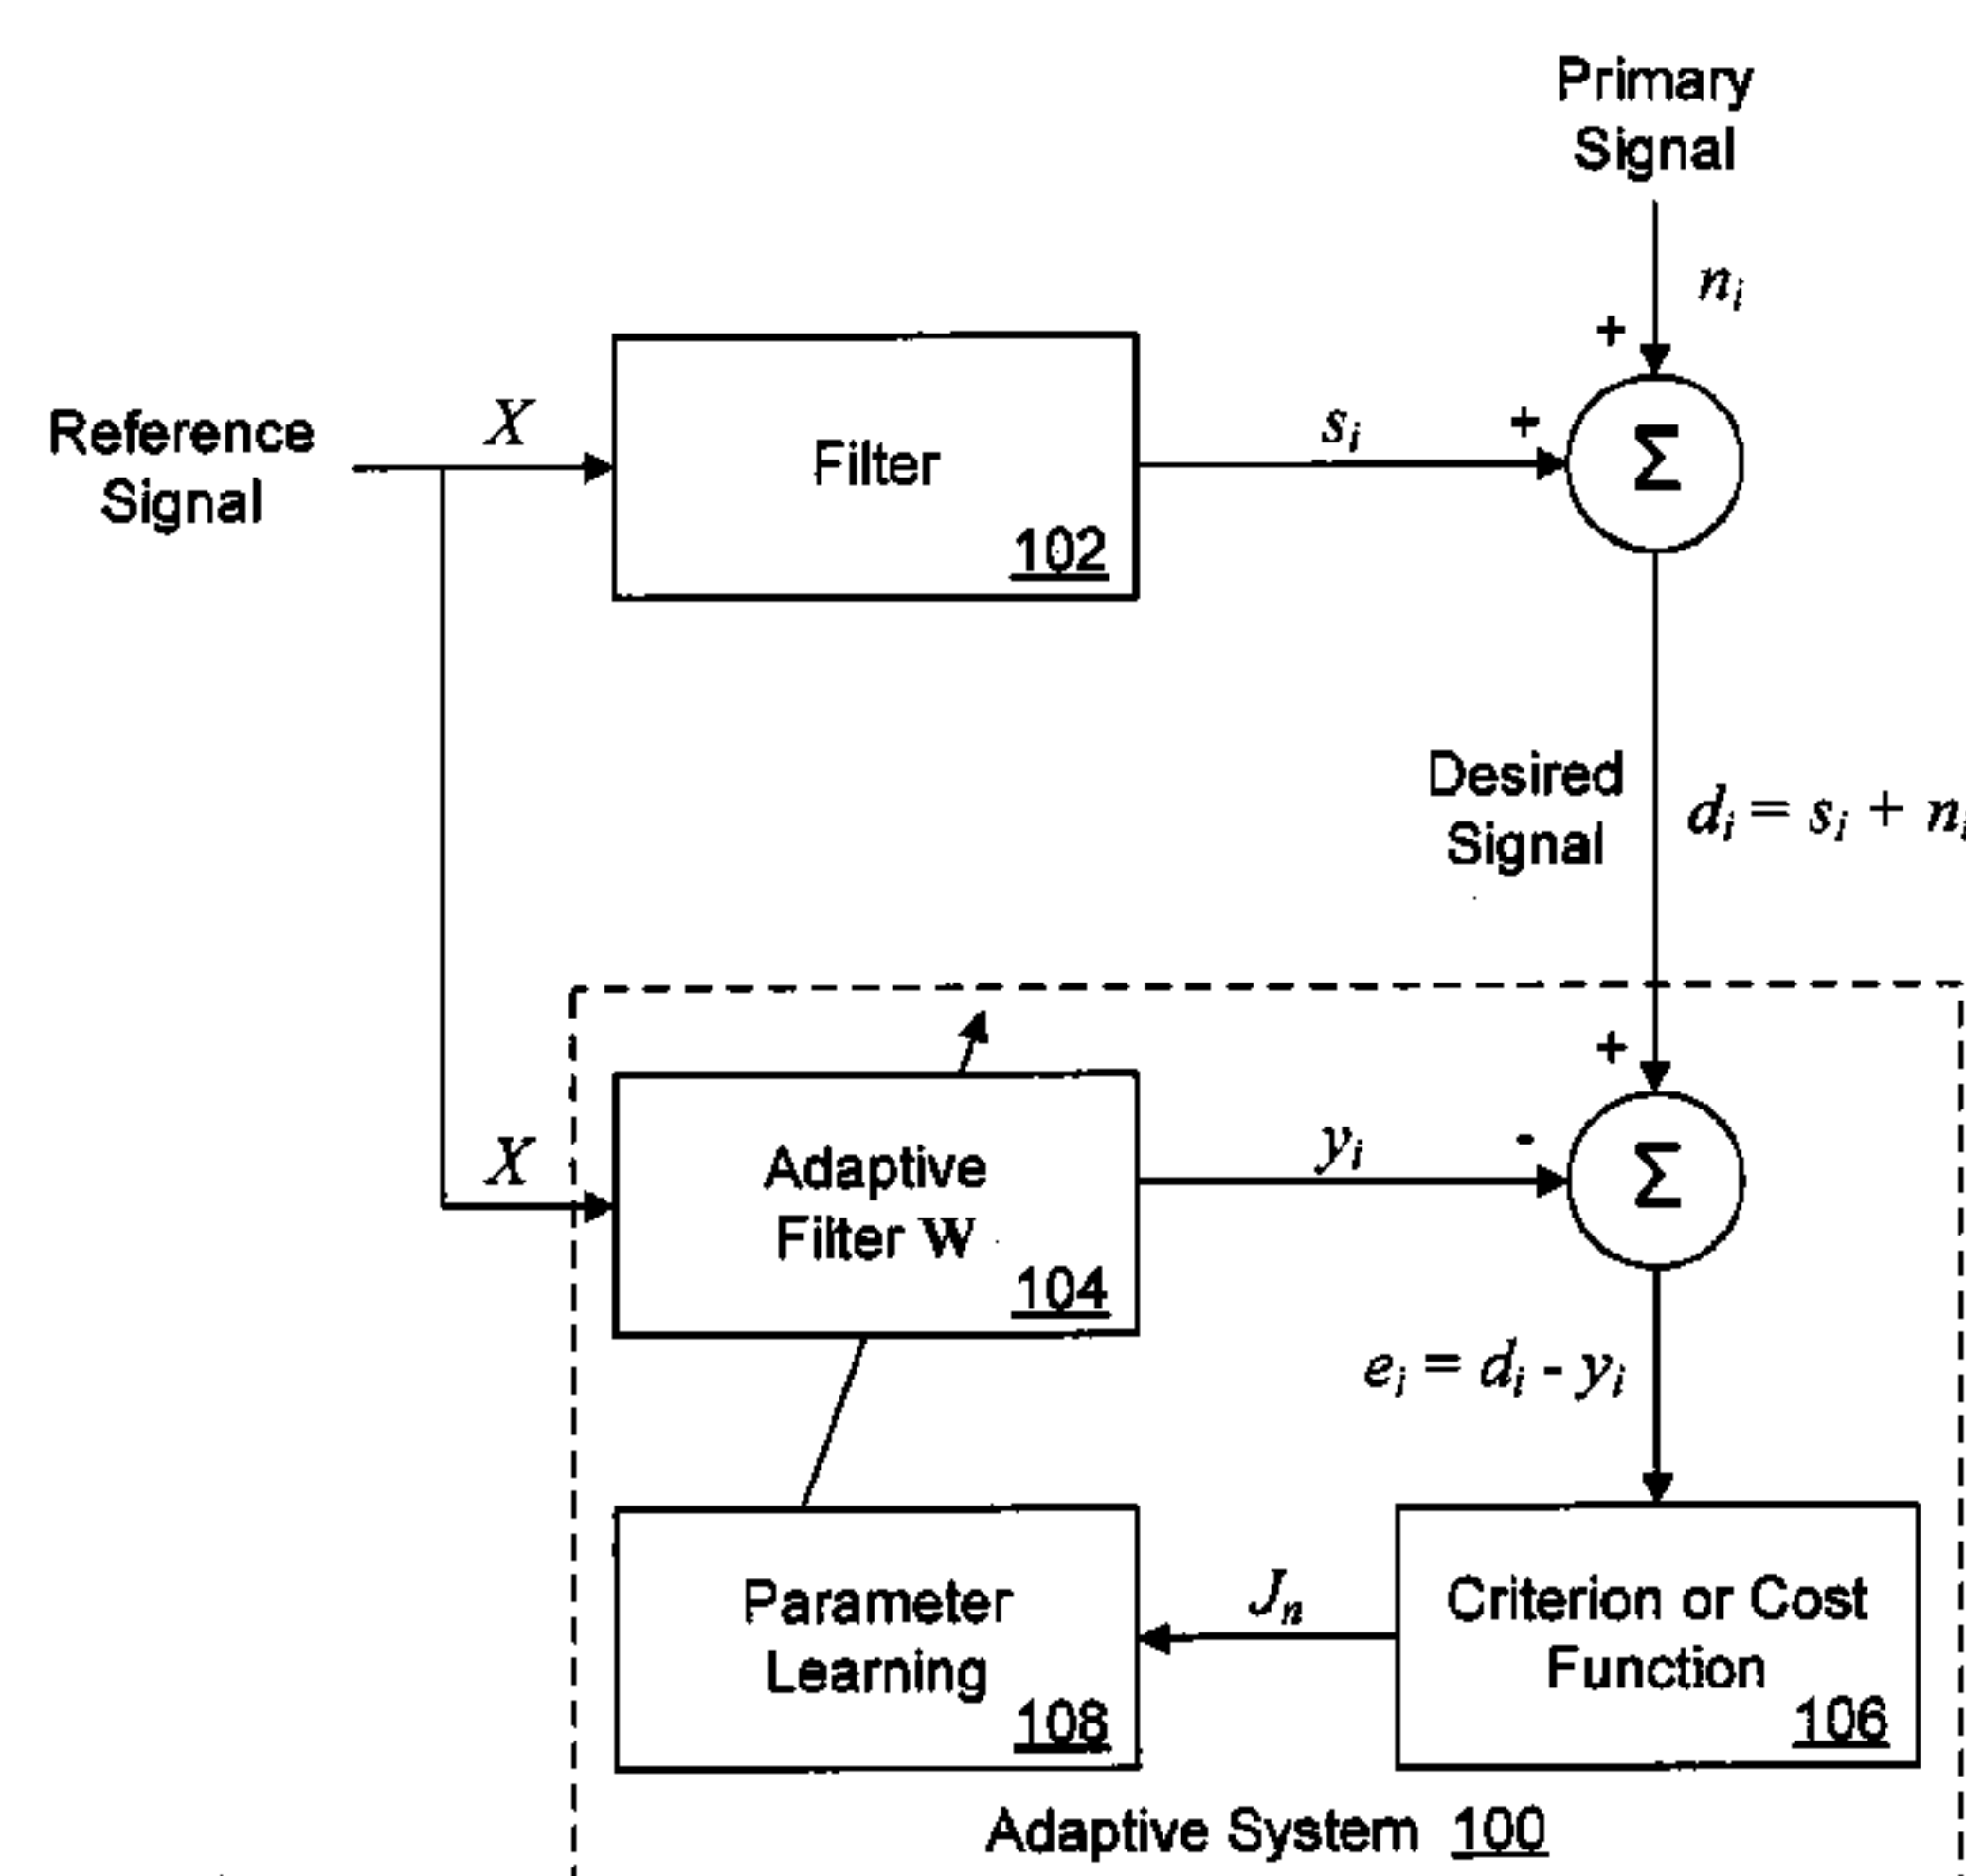 Primary
Signal
n_i
+
Reference
Signal
X
Filter
102
s_i
+
Σ
Desired
Signal
d_i = s_i + n_i
+
X
Adaptive
Filter W
104
y_i
-
Σ
e_i = d_i - y_i
Parameter
Learning
108
J_n
Criterion or Cost
Function
106
Adaptive System 100